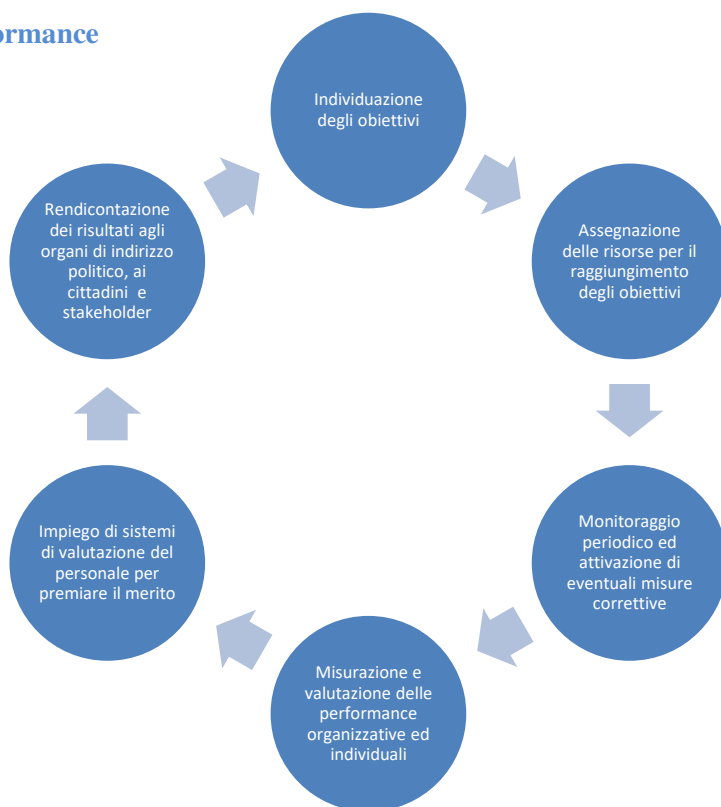 ormance
Individuazione
degli obiettivi
Assegnazione
delle risorse per il
raggiungimento
degli obiettivi
Monitoraggio
periodico ed
attivazione di
eventuali misure
correttive
Misurazione e
valutazione delle
performance
organizzative ed
individuali
Impiego di sistemi
di valutazione del
personale per
premiare il merito
Rendicontazione
dei risultati agli
organi di indirizzo
politico, ai
cittadini e
stakeholder